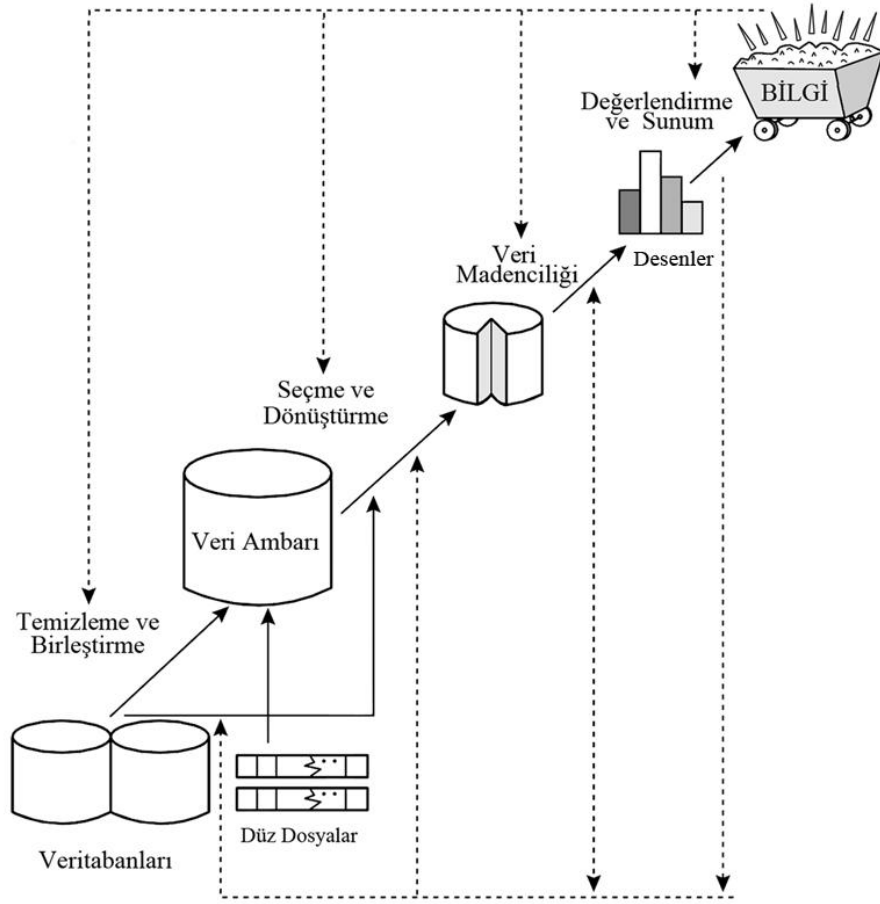 BİLGİ
Değerlendirme
ve Sunum
Desenler
Veri
Madenciliği
Seçme ve
Dönüştürme
Veri Ambarı
Temizleme ve
Birleştirme
Düz Dosyalar
Veritabanları